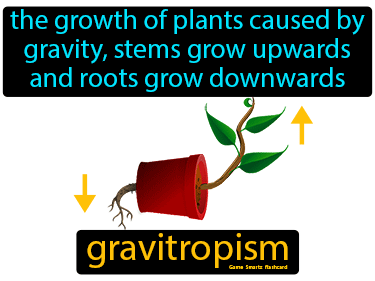 the growth of plants caused by
gravity, stems grow upwards
and roots grow downwards
gravitropism
Game Smartz flashcard